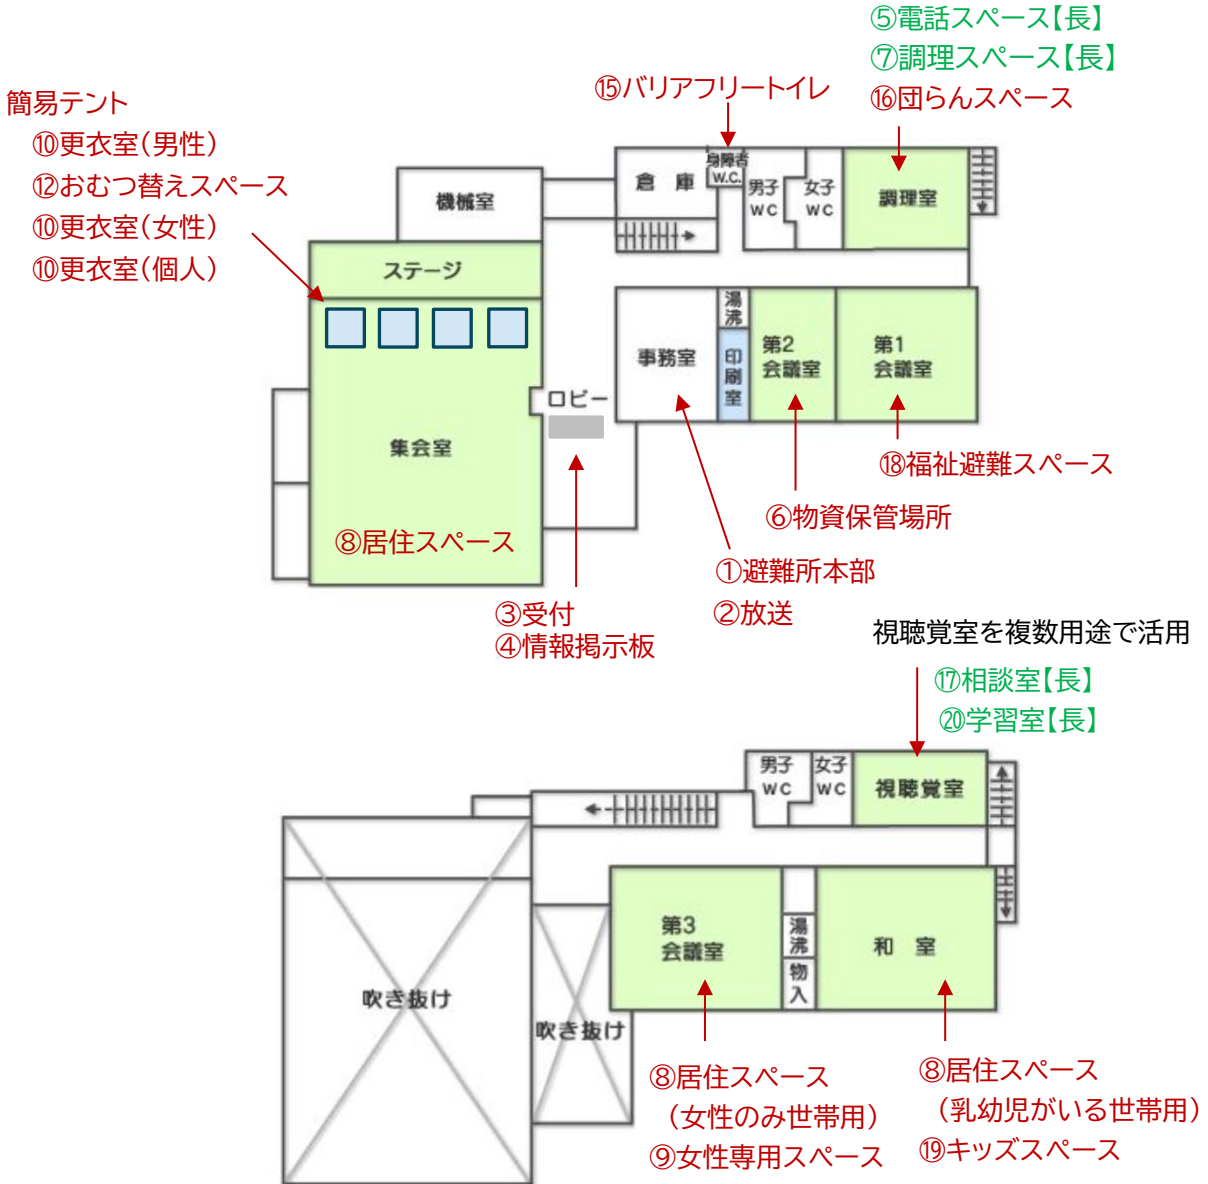 ⑤電話スペース【長】
⑦調理スペース【長】
⑯団らんスペース
⑮バリアフリートイレ
簡易テント
⑩更衣室(男性)
⑫おむつ替えスペース
⑩更衣室(女性)
⑩更衣室(個人)
機械室
倉 庫
身障者
W.C.
男子
WC
女子
WC
調理室
ステージ
集会室
ロビー
事務室
湯沸
印刷室
第2
会議室
第1
会議室
⑧居住スペース
⑱福祉避難スペース
⑥物資保管場所
①避難所本部
②放送
③受付
④情報掲示板
視聴覚室を複数用途で活用
⑰相談室【長】
⑳学習室【長】
男子
WC
女子
WC
視聴覚室
吹き抜け
吹き抜け
第3
会議室
湯沸
物入
和 室
⑧居住スペース
(女性のみ世帯用)
⑨女性専用スペース
⑧居住スペース
(乳幼児がいる世帯用)
⑲キッズスペース